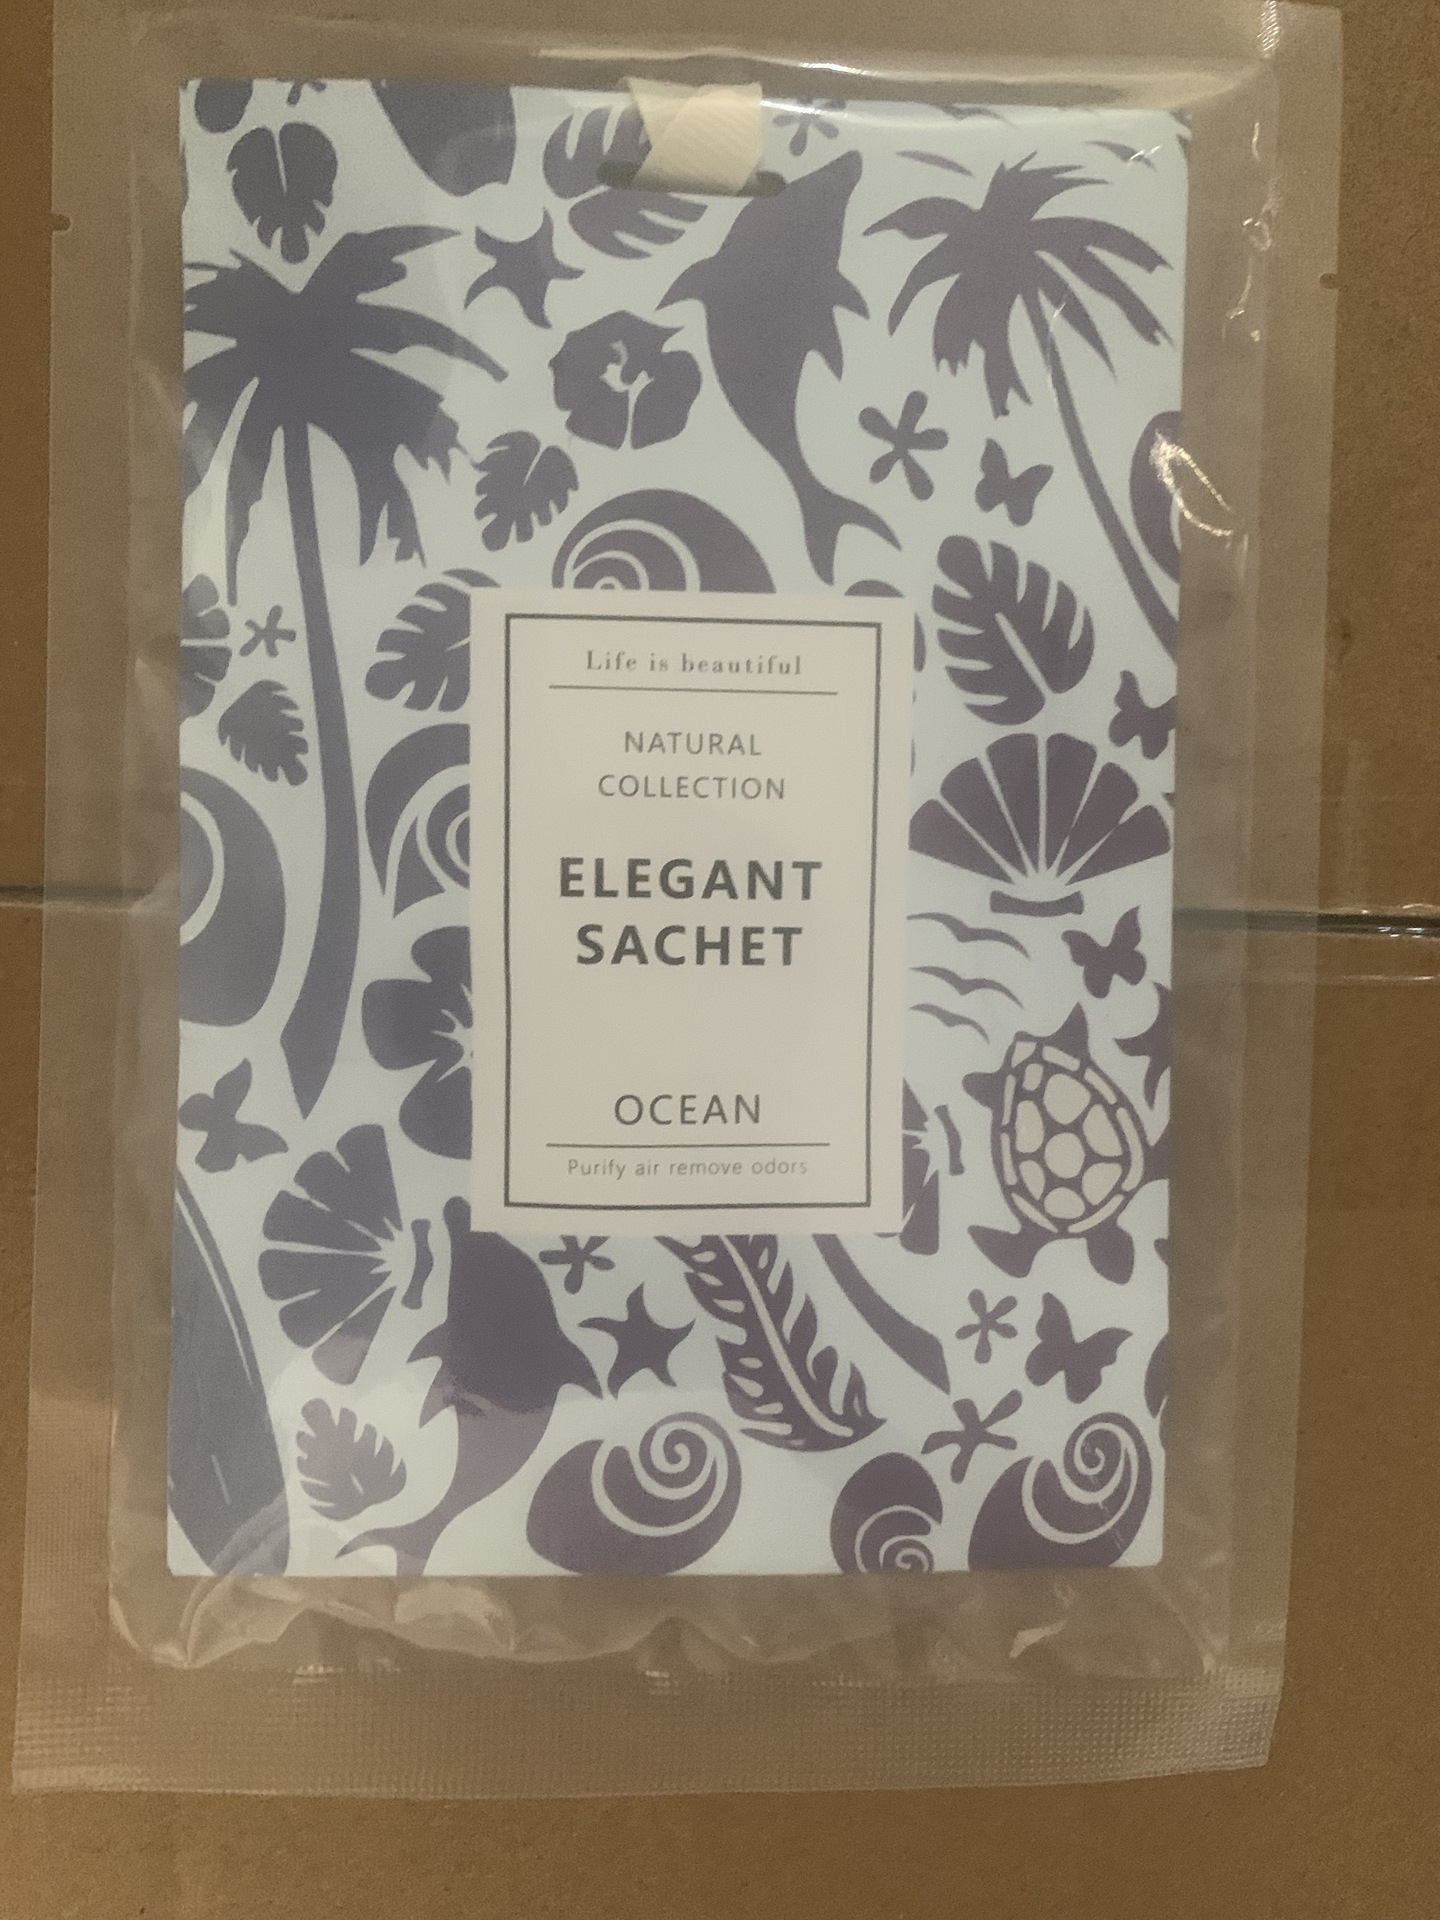 Life is beautiful
NATURAL
COLLECTION
ELEGANT
SACHET
OCEAN
Purify air remove odors